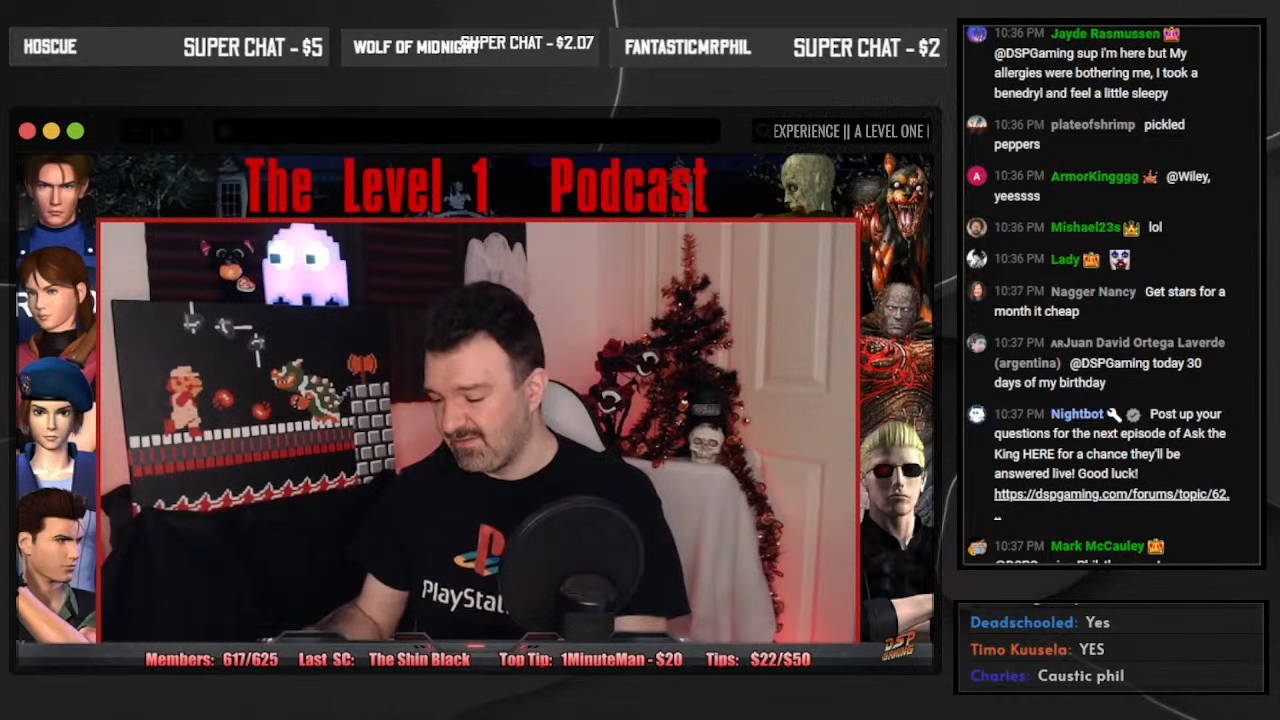 HOSCUE
SUPER CHAT - $5
WOLF OF MIDNIGHT
SUPER CHAT - $2.07
FANTASTICMRPHIL
SUPER CHAT - $2
EXPERIENCE || A LEVEL ONE
The Level 1 Podcast
PlayStat
Members: 617/625 Last SC: The Shin Black Top Tip: 1MinuteMan - $20 Tips: $22/$50
DSP
GAMING
10:36 PM Jayde Rasmussen
@DSPGaming sup i'm here but My
allergies were bothering me, I took a
benedryl and feel a little sleepy
10:36 PM plateofshrimp pickled
peppers
10:36 PM ArmorKingggg @Wiley,
yeessss
10:36 PM Mishael23s lol
10:36 PM Lady
10:37 PM Nagger Nancy Get stars for a
month it cheap
10:37 PM ARJuan David Ortega Laverde
(argentina) @DSPGaming today 30
days of my birthday
10:37 PM Nightbot Post up your
questions for the next episode of Ask the
King HERE for a chance they'll be
answered live! Good luck!
https://dspgaming.com/forums/topic/62...
10:37 PM Mark McCauley
Deadschooled: Yes
Timo Kuusela: YES
Charles: Caustic phil